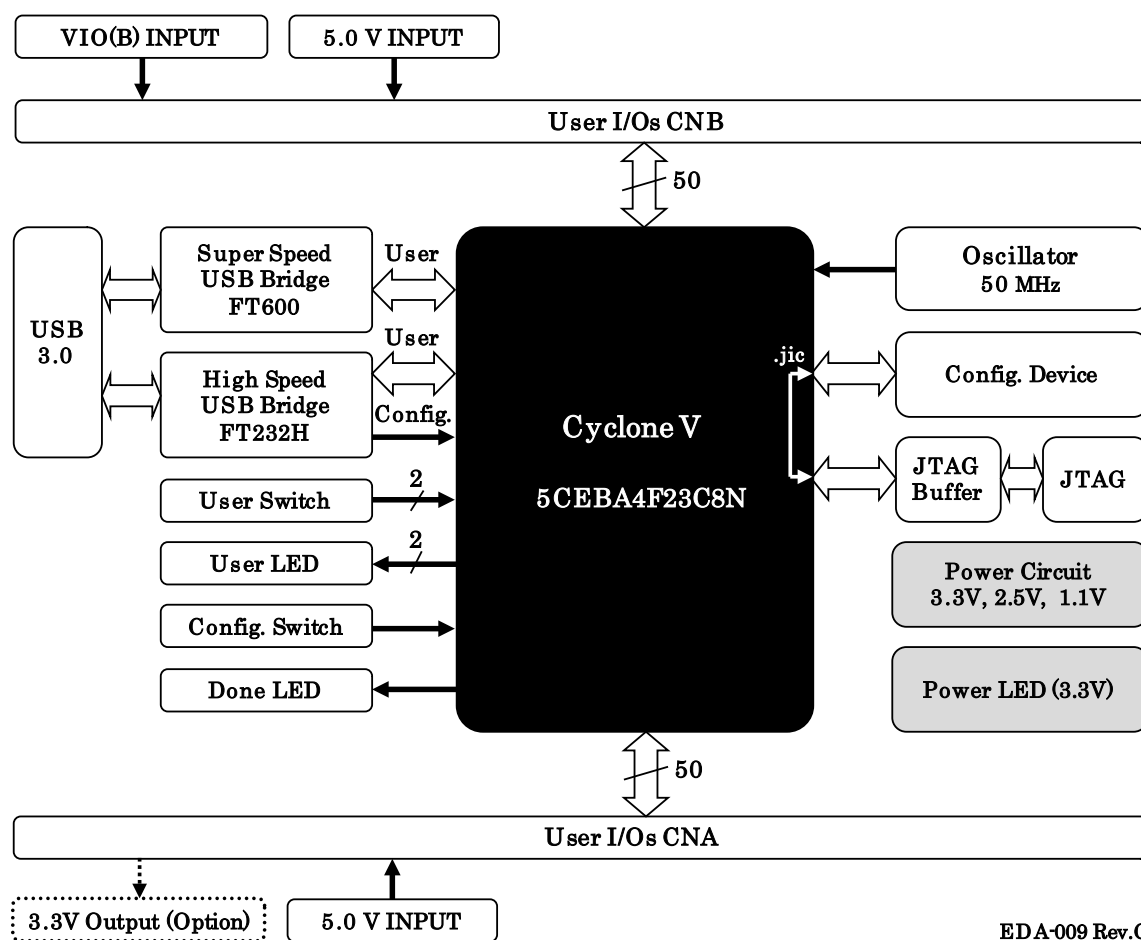 VIO(B) INPUT
5.0 V INPUT
User I/Os CNB
50
USB
3.0
Super Speed
USB Bridge
FT600
User
High Speed
USB Bridge
FT232H
User
Config.
User Switch
2
User LED
2
Config. Switch
Done LED
Cyclone V
5CEBA4F23C8N
.jic
Oscillator
50 MHz
Config. Device
JTAG
Buffer
JTAG
Power Circuit
3.3V, 2.5V, 1.1V
Power LED (3.3V)
50
User I/Os CNA
3.3V Output (Option)
5.0 V INPUT
EDA-009 Rev.